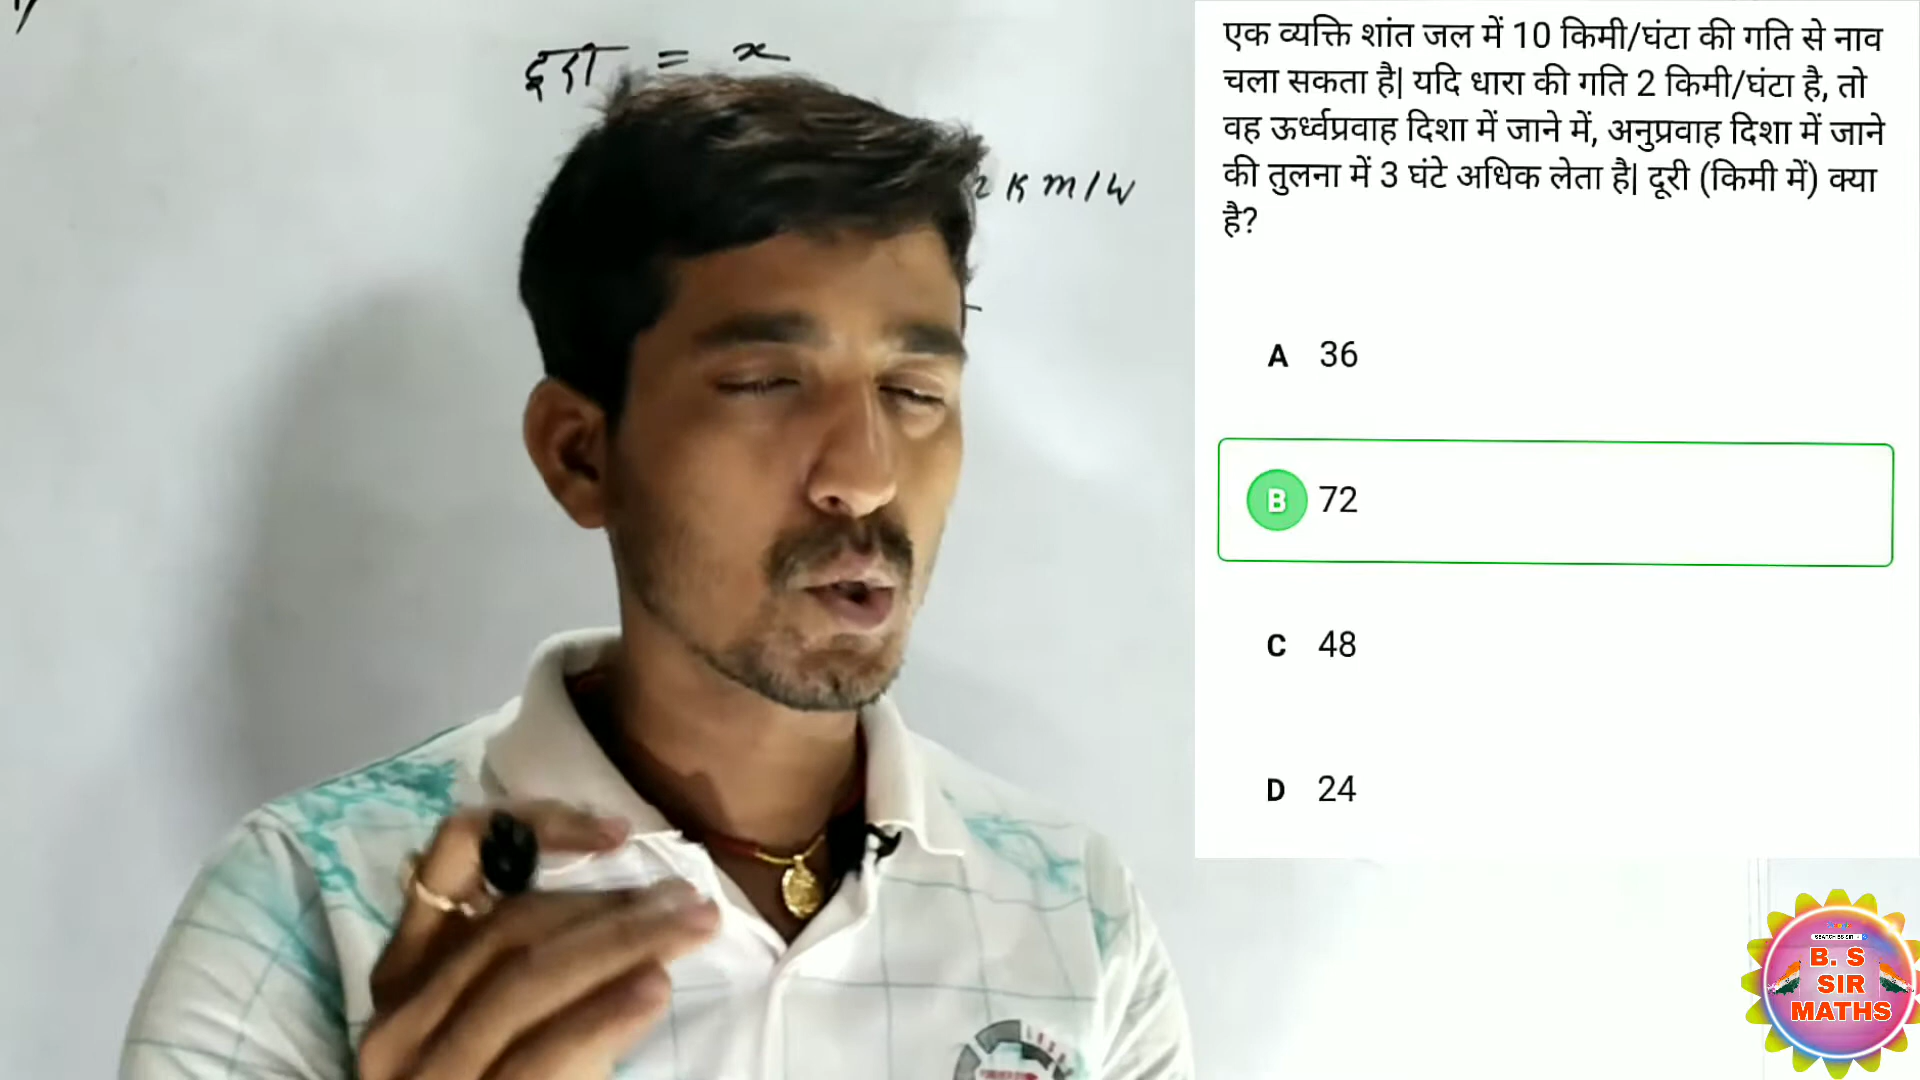 दूरी = x
2 km/h
एक व्यक्ति शांत जल में 10 किमी/घंटा की गति से नाव
चला सकता है| यदि धारा की गति 2 किमी/घंटा है, तो
वह ऊर्ध्वप्रवाह दिशा में जाने में, अनुप्रवाह दिशा में जाने
की तुलना में 3 घंटे अधिक लेता है| दूरी (किमी में) क्या
है?
A 36
B 72
C 48
D 24
B. S
SIR
MATHS